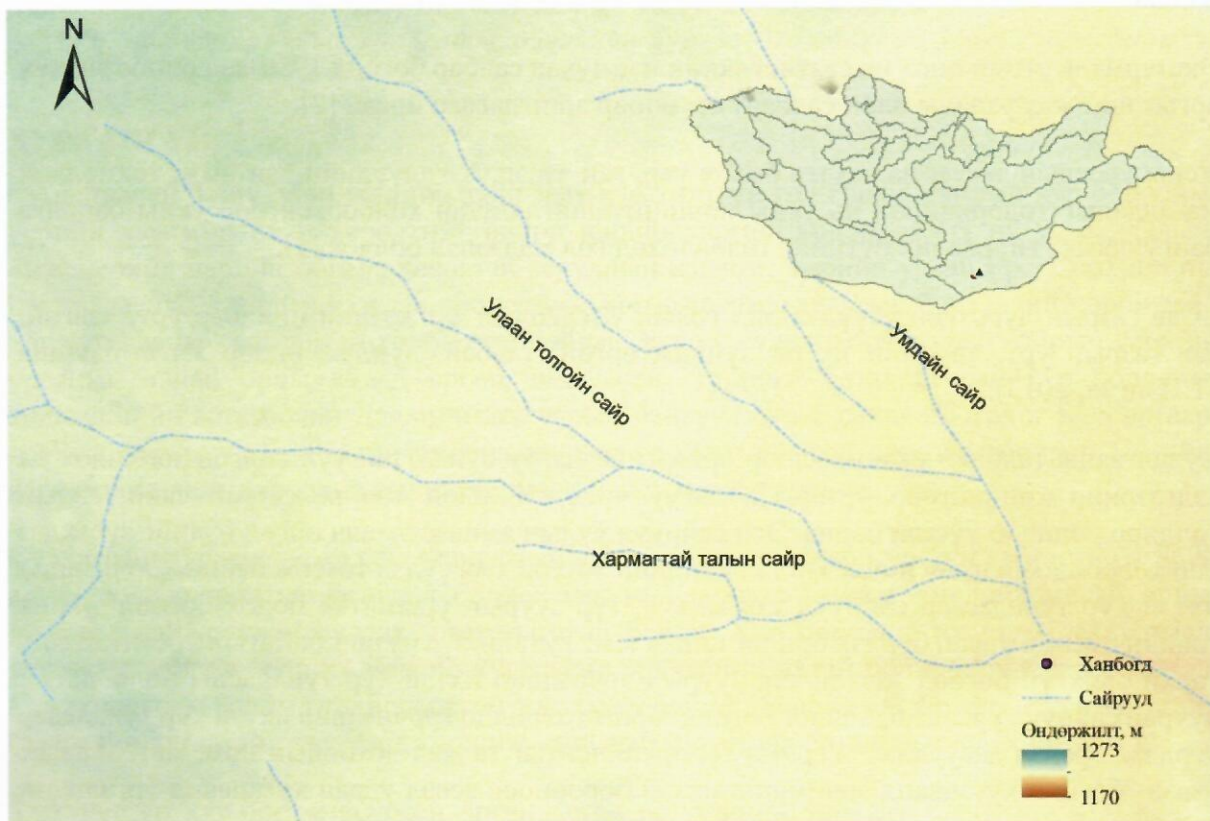 N
Улаан толгойн сайр
Умдайн сайр
Хармагтай талын сайр
Ханбогд
Сайрууд
Өндөржилт, м
1273
1170